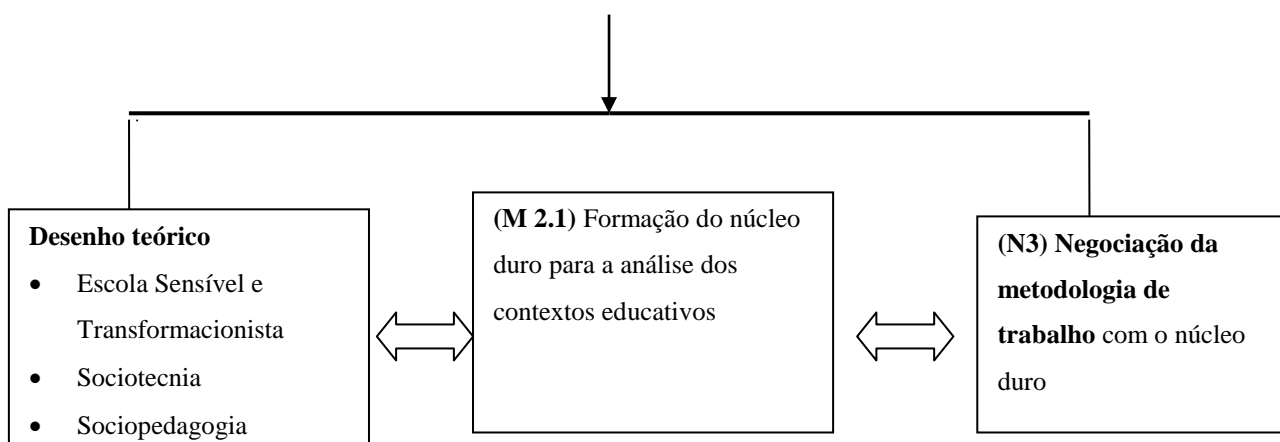 Desenho teórico
• Escola Sensível e
Transformacionista
• Sociotecnia
• Sociopedagogia
(M 2.1) Formação do núcleo
duro para a análise dos
contextos educativos
(N3) Negociação da
metodologia de
trabalho com o núcleo
duro